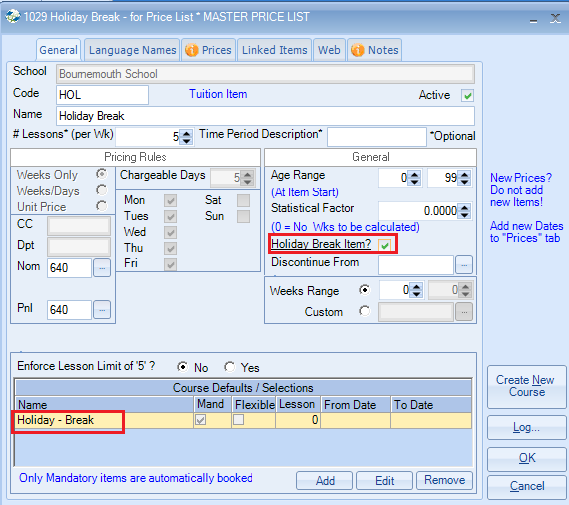 1029 Holiday Break - for Price List * MASTER PRICE LIST
General Language Names Prices Linked Items Web Notes
School Bournemouth School
Code HOL Tuition Item Active
Name Holiday Break
# Lessons* (per Wk) 5 Time Period Description* *Optional
Pricing Rules
Weeks Only
Weeks/Days
Unit Price
Chargeable Days 5
Mon Sat
Tues Sun
Wed
Thu
Fri
CC
Dpt
Nom 640 ...
Pnl 640 ...
General
Age Range 0 99
(At Item Start)
Statistical Factor 0.0000
(0 = No Wks to be calculated)
Holiday Break Item?
Discontinue From ...
Weeks Range 0 0
Custom ...
New Prices?
Do not add
new Items!
Add new Dates
to "Prices" tab
Enforce Lesson Limit of '5' ? No Yes
Course Defaults / Selections
Name Mand Flexible Lesson From Date To Date
Holiday - Break 0
Only Mandatory items are automatically booked
Add Edit Remove
Create New
Course
Log...
OK
Cancel